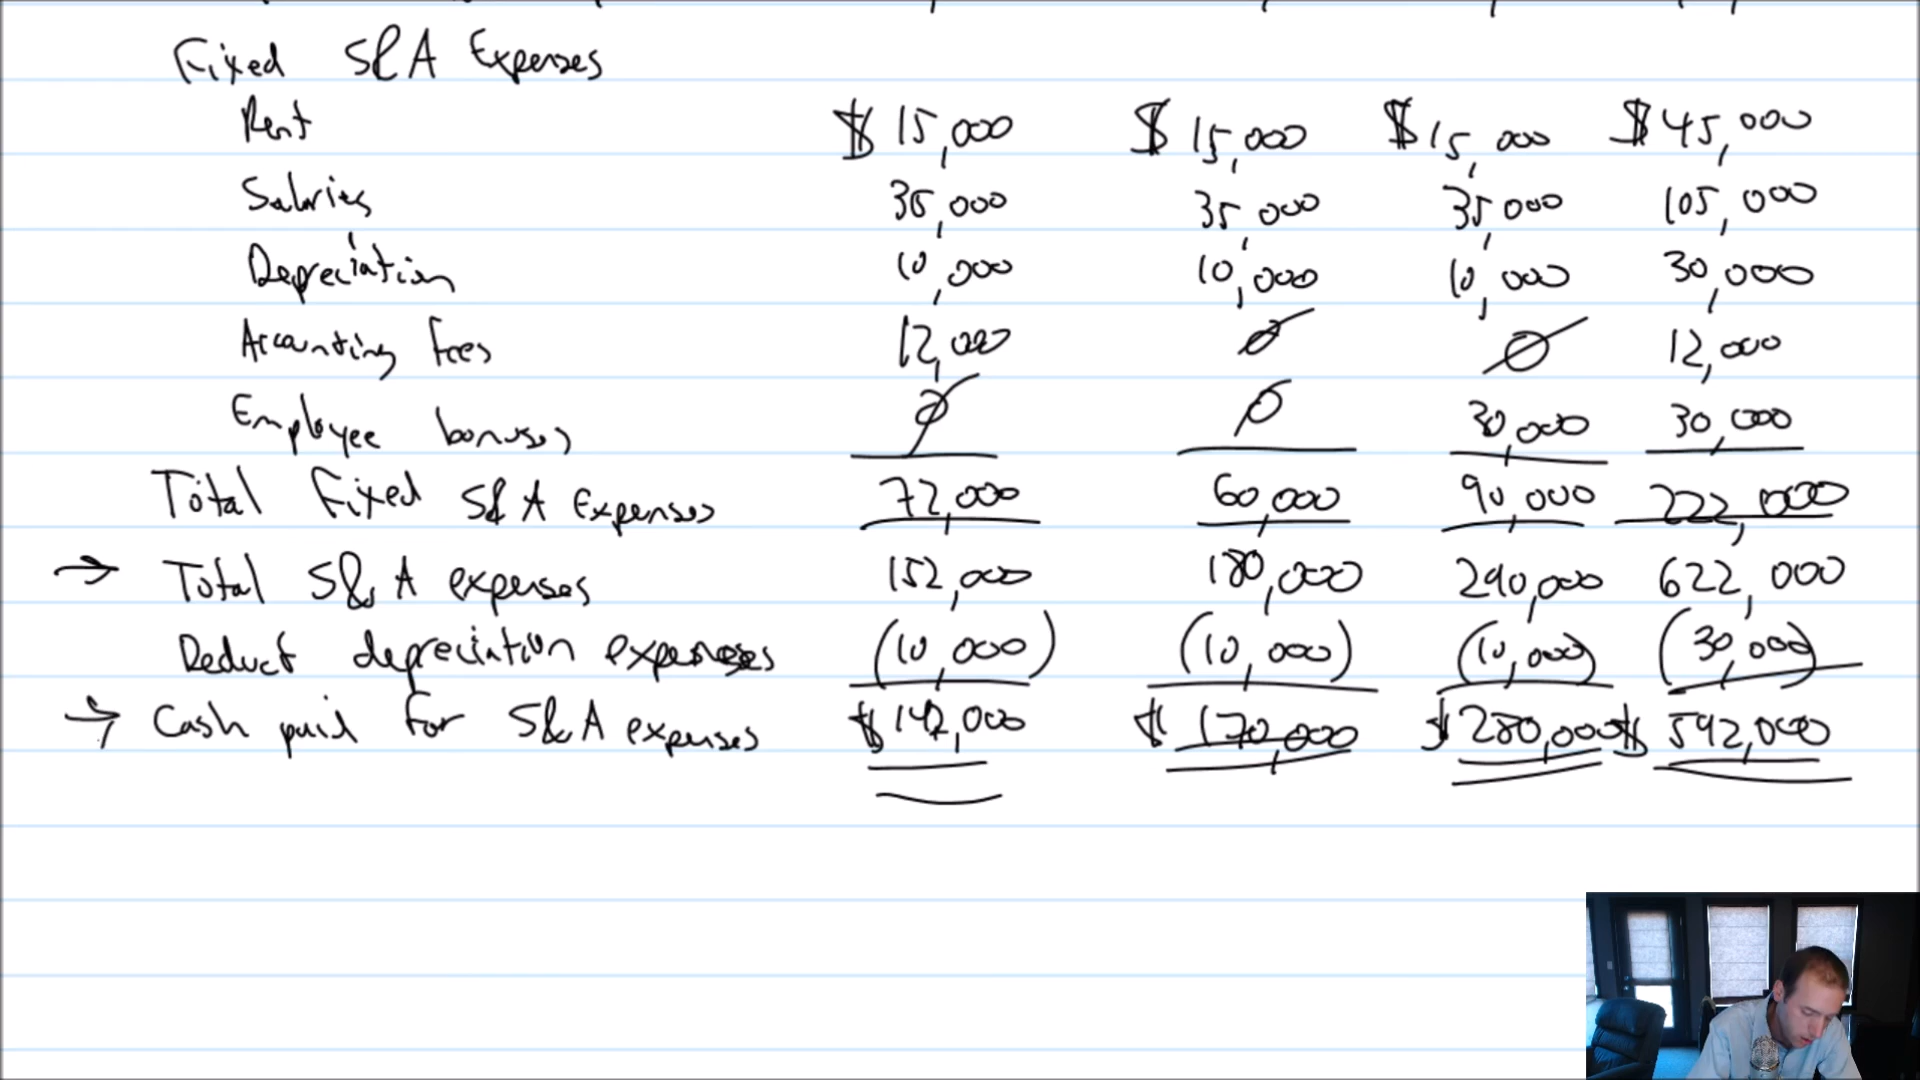 Fixed S&A Expenses
Rent $15,000 $15,000 $15,000 $45,000
Salaries 35,000 35,000 35,000 105,000
Depreciation 10,000 10,000 10,000 30,000
Accounting fees 12,000 0 0 12,000
Employee bonuses 0 0 30,000 30,000
Total Fixed S&A Expenses 72,000 60,000 90,000 222,000
→ Total S&A expenses 152,000 180,000 290,000 622,000
Deduct depreciation expenses (10,000) (10,000) (10,000) (30,000)
→ Cash paid for S&A expenses $142,000 $170,000 $280,000 $592,000